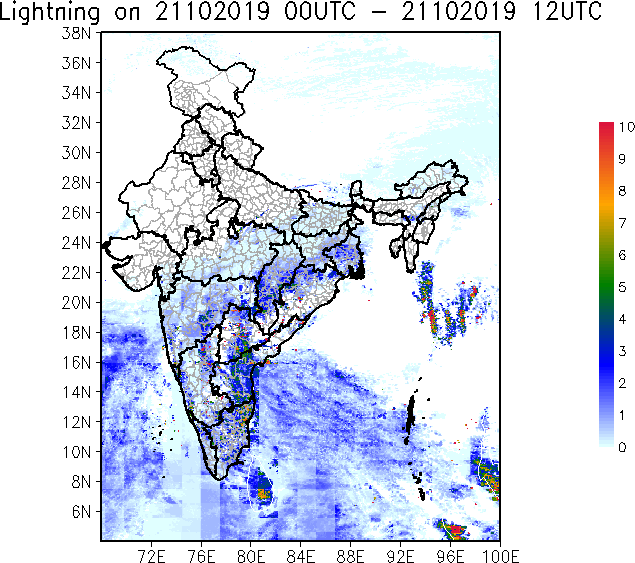 Lightning on 21102019 00UTC – 21102019 12UTC
38N
36N
34N
32N
30N
28N
26N
24N
22N
20N
18N
16N
14N
12N
10N
8N
6N
72E 76E 80E 84E 88E 92E 96E 100E
10
9
8
7
6
5
4
3
2
1
0